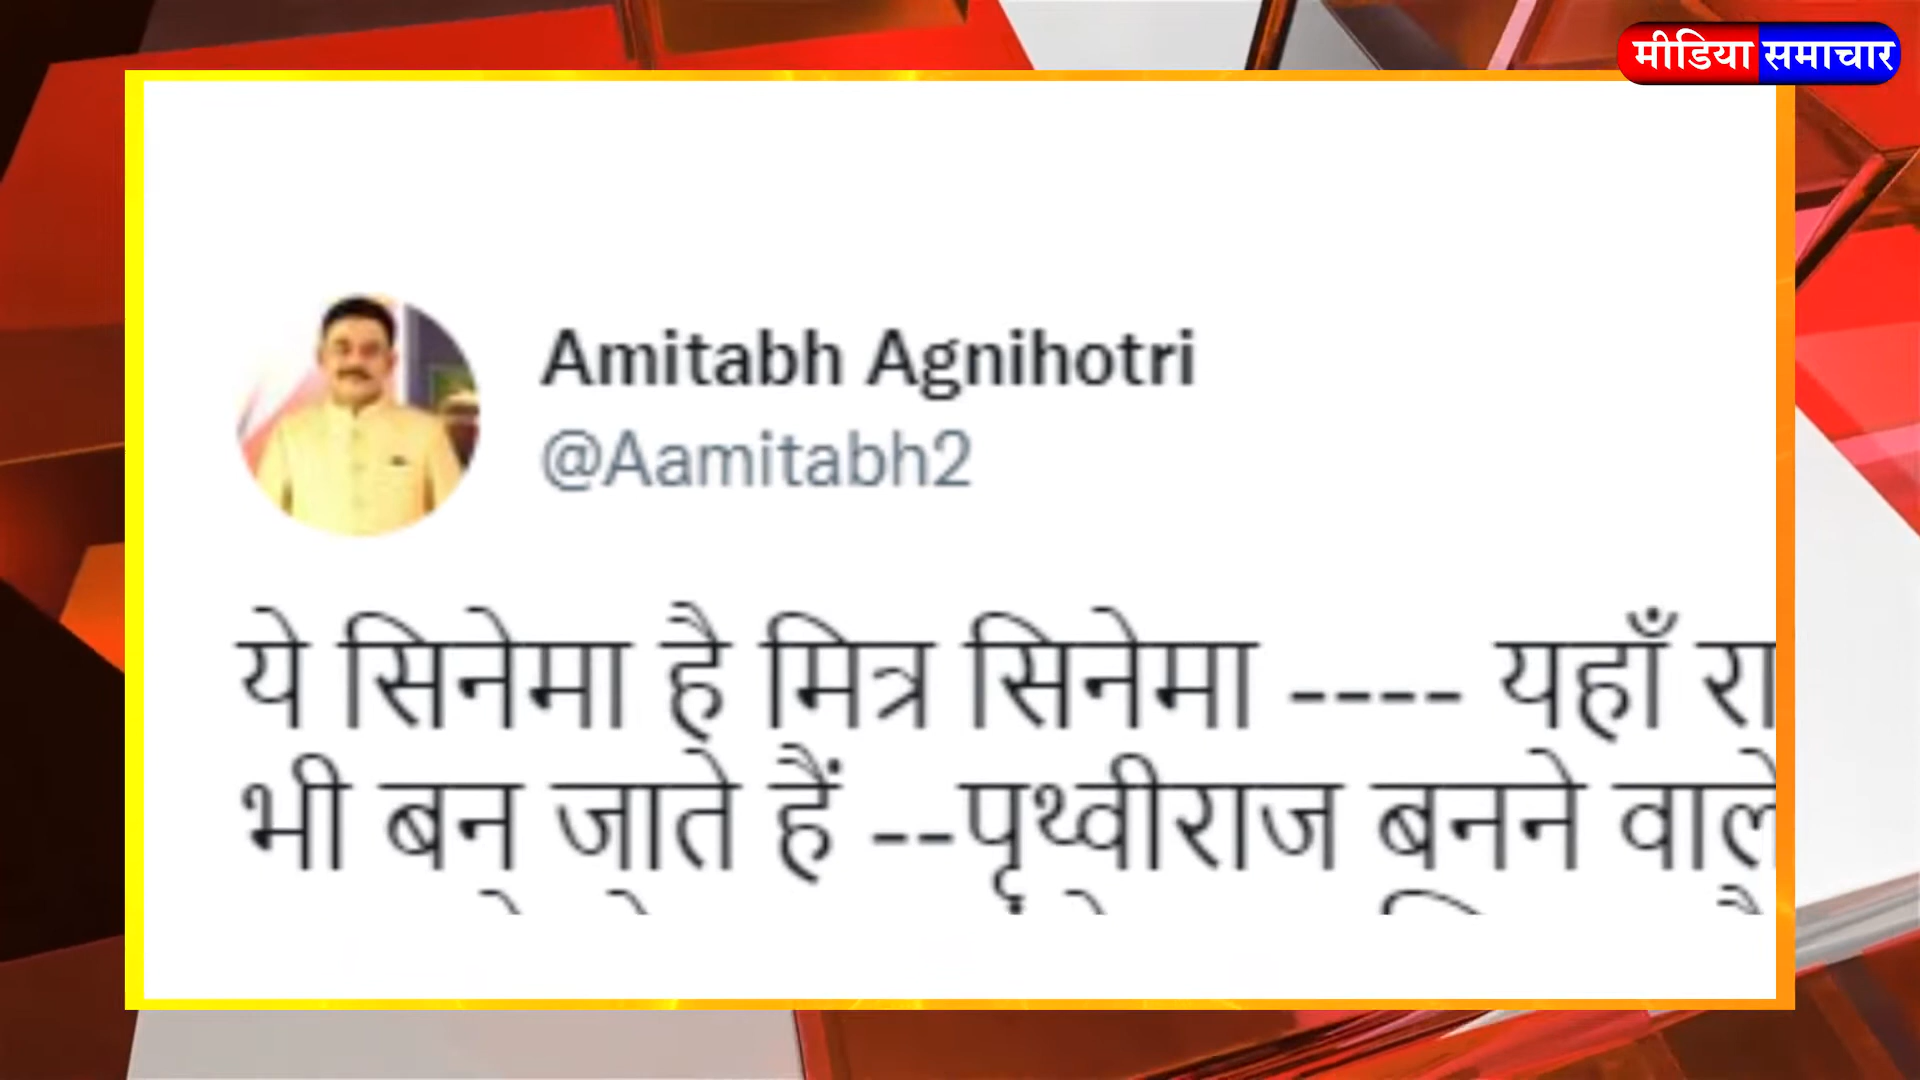 मीडिया समाचार
Amitabh Agnihotri
@Aamitabh2
ये सिनेमा है मित्र सिनेमा ---- यहाँ रा
भी बन जाते हैं --पृथ्वीराज बनने वाले